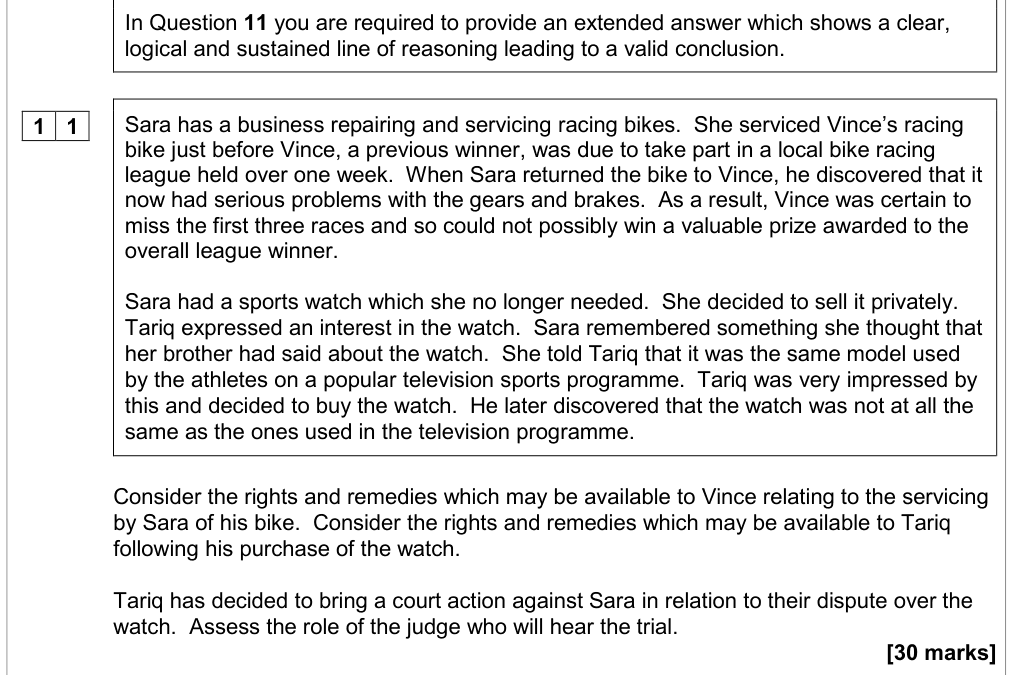 In Question 11 you are required to provide an extended answer which shows a clear,
logical and sustained line of reasoning leading to a valid conclusion.
1 1
Sara has a business repairing and servicing racing bikes. She serviced Vince’s racing
bike just before Vince, a previous winner, was due to take part in a local bike racing
league held over one week. When Sara returned the bike to Vince, he discovered that it
now had serious problems with the gears and brakes. As a result, Vince was certain to
miss the first three races and so could not possibly win a valuable prize awarded to the
overall league winner.
Sara had a sports watch which she no longer needed. She decided to sell it privately.
Tariq expressed an interest in the watch. Sara remembered something she thought that
her brother had said about the watch. She told Tariq that it was the same model used
by the athletes on a popular television sports programme. Tariq was very impressed by
this and decided to buy the watch. He later discovered that the watch was not at all the
same as the ones used in the television programme.
Consider the rights and remedies which may be available to Vince relating to the servicing
by Sara of his bike. Consider the rights and remedies which may be available to Tariq
following his purchase of the watch.
Tariq has decided to bring a court action against Sara in relation to their dispute over the
watch. Assess the role of the judge who will hear the trial.
[30 marks]